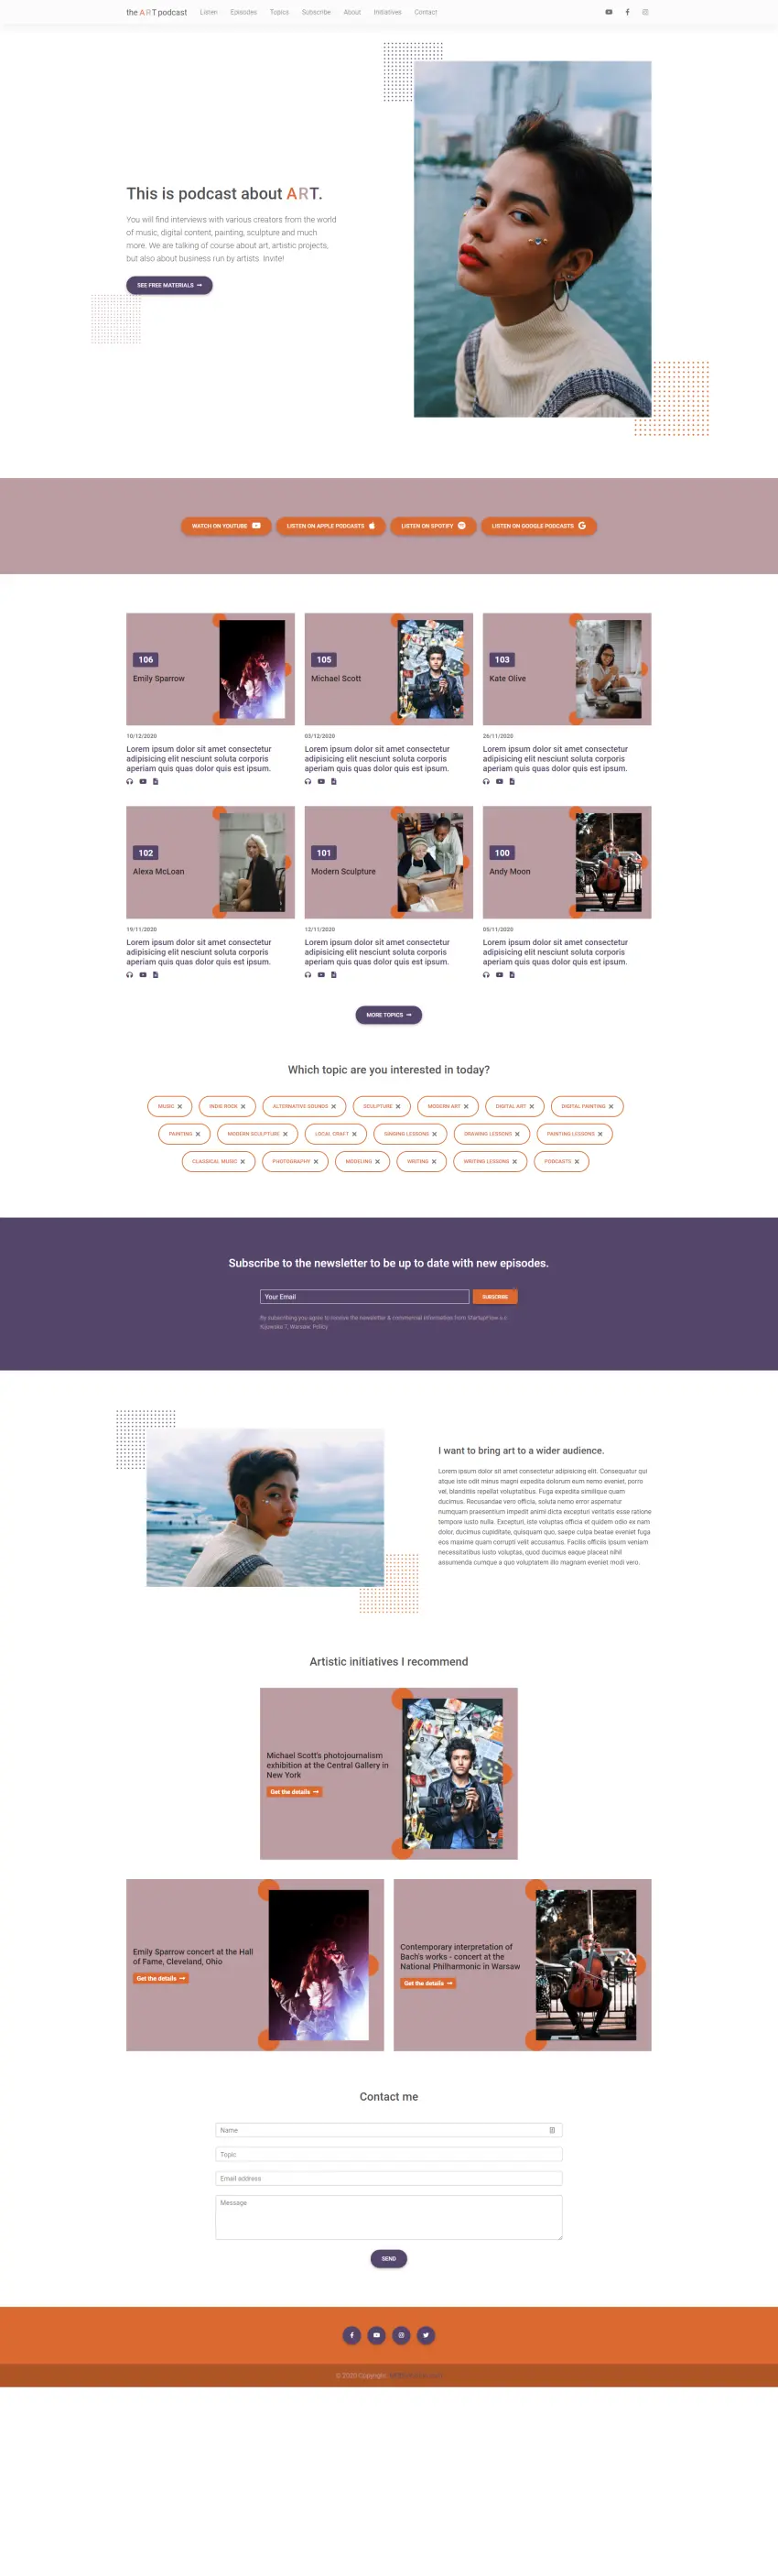 the ART podcast Listen Episodes Topics Subscribe About Initiatives Contact
This is podcast about ART.
You will find interviews with various creators from the world
of music, digital content, painting, sculpture and much
more. We are talking of course about art, artistic projects,
but also about business run by artists. Invite!
SEE FREE MATERIALS
WATCH ON YOUTUBE LISTEN ON APPLE PODCASTS LISTEN ON SPOTIFY LISTEN ON GOOGLE PODCASTS
106
Emily Sparrow
105
Michael Scott
103
Kate Olive
10/12/2020
Lorem ipsum dolor sit amet consectetur
adipisicing elit nesciunt soluta corporis
aperiam quis quas dolor quis est ipsum.
03/12/2020
Lorem ipsum dolor sit amet consectetur
adipisicing elit nesciunt soluta corporis
aperiam quis quas dolor quis est ipsum.
26/11/2020
Lorem ipsum dolor sit amet consectetur
adipisicing elit nesciunt soluta corporis
aperiam quis quas dolor quis est ipsum.
102
Alexa McLoan
101
Modern Sculpture
100
Andy Moon
19/11/2020
Lorem ipsum dolor sit amet consectetur
adipisicing elit nesciunt soluta corporis
aperiam quis quas dolor quis est ipsum.
12/11/2020
Lorem ipsum dolor sit amet consectetur
adipisicing elit nesciunt soluta corporis
aperiam quis quas dolor quis est ipsum.
05/11/2020
Lorem ipsum dolor sit amet consectetur
adipisicing elit nesciunt soluta corporis
aperiam quis quas dolor quis est ipsum.
MORE TOPICS
Which topic are you interested in today?
MUSIC INDIE ROCK ALTERNATIVE SOUNDS SCULPTURE MODERN ART DIGITAL ART DIGITAL PAINTING
PAINTING MODERN SCULPTURE LOCAL CRAFT SINGING LESSONS DRAWING LESSONS PAINTING LESSONS
CLASSICAL MUSIC PHOTOGRAPHY MODELING WRITING WRITING LESSONS PODCASTS
Subscribe to the newsletter to be up to date with new episodes.
Your Email SUBSCRIBE
By subscribing you agree to receive the newsletter & commercial information from StartupFlow s.c.
Kijowska 7, Warsaw. Policy
I want to bring art to a wider audience.
Lorem ipsum dolor sit amet consectetur adipisicing elit. Consequatur qui
atque iste odit minus magni expedita dolorum eum nemo eveniet, porro
vel, blanditiis repellat voluptatibus. Fuga expedita similique quam
ducimus. Recusandae vero officia, soluta nemo error aspernatur
numquam praesentium impedit animi dicta excepturi veritatis esse ratione
tempore iusto nulla. Excepturi, iste voluptas officia et quidem odio ex nam
dolor, ducimus cupiditate, quisquam quo, saepe culpa beatae eveniet fuga
eos maxime quam corrupti velit accusamus. Facilis officiis ipsum veniam
necessitatibus iusto voluptas, quod ducimus eaque placeat nihil
assumenda cumque a quo voluptatem illo magnam eveniet modi vero.
Artistic initiatives I recommend
Michael Scott's photojournalism
exhibition at the Central Gallery in
New York
Get the details
Emily Sparrow concert at the Hall
of Fame, Cleveland, Ohio
Get the details
Contemporary interpretation of
Bach's works - concert at the
National Philharmonic in Warsaw
Get the details
Contact me
Name
Topic
Email address
Message
SEND
© 2020 Copyright: